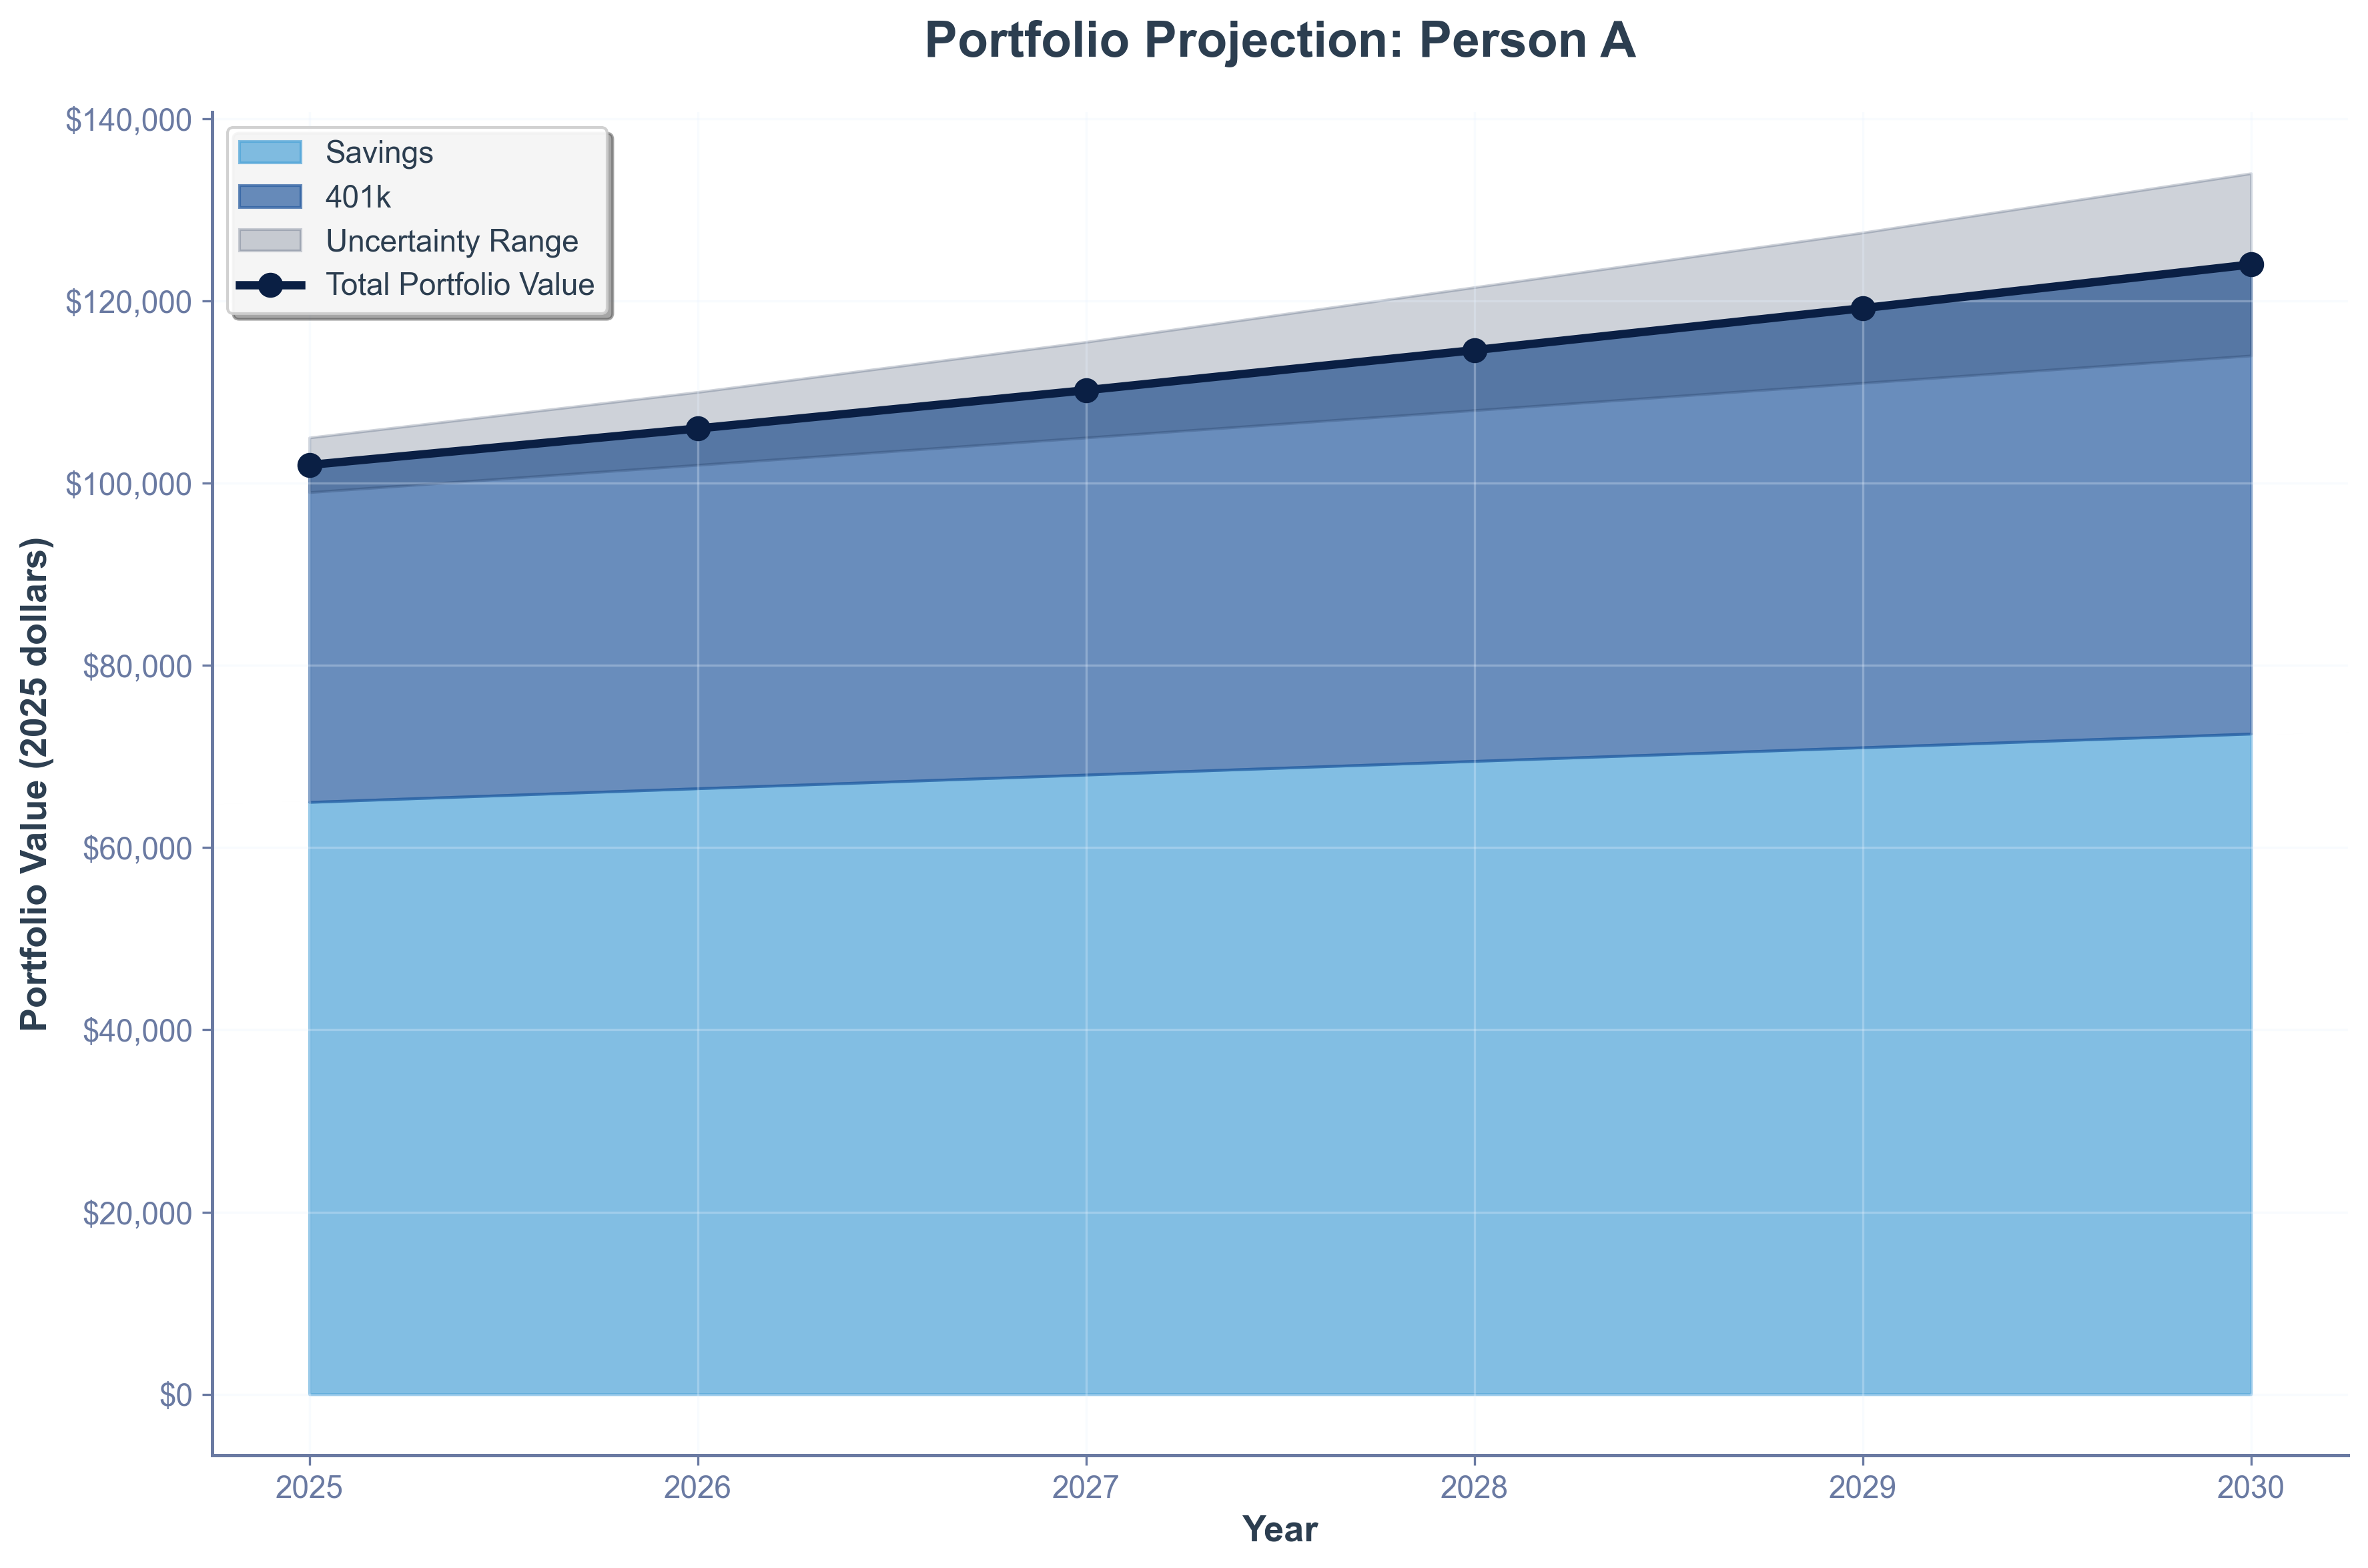 Portfolio Projection: Person A
$140,000
$120,000
$100,000
$80,000
$60,000
$40,000
$20,000
$0
Portfolio Value (2025 dollars)
Savings
401k
Uncertainty Range
Total Portfolio Value
2025
2026
2027
2028
2029
2030
Year